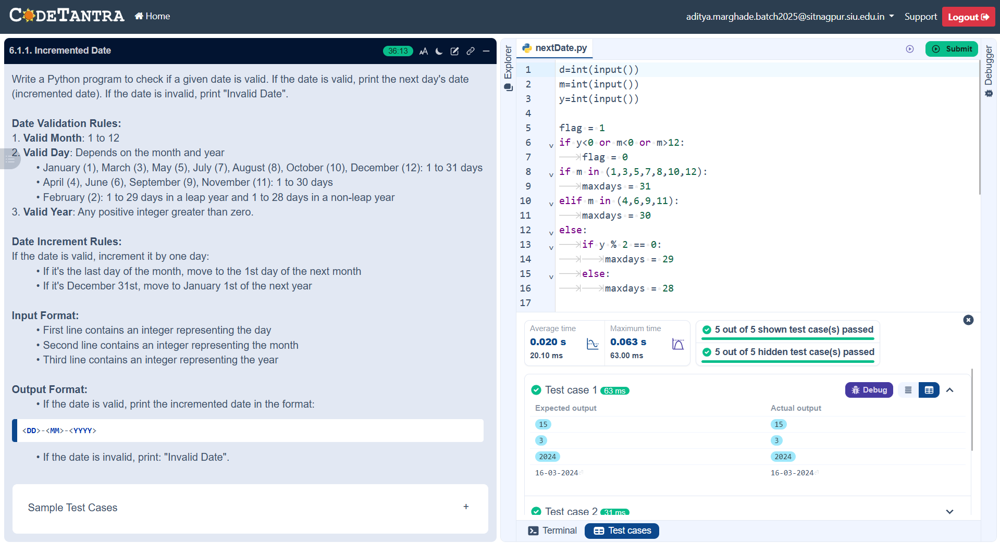 CODETANTRA
Home
aditya.marghade.batch2025@sitnagpur.siu.edu.in
Support
Logout
6.1.1. Incremented Date
36:13
AA
Write a Python program to check if a given date is valid. If the date is valid, print the next day's date
(incremented date). If the date is invalid, print "Invalid Date".
Date Validation Rules:
1. Valid Month: 1 to 12
2. Valid Day: Depends on the month and year
• January (1), March (3), May (5), July (7), August (8), October (10), December (12): 1 to 31 days
• April (4), June (6), September (9), November (11): 1 to 30 days
• February (2): 1 to 29 days in a leap year and 1 to 28 days in a non-leap year
3. Valid Year: Any positive integer greater than zero.
Date Increment Rules:
If the date is valid, increment it by one day:
• If it's the last day of the month, move to the 1st day of the next month
• If it's December 31st, move to January 1st of the next year
Input Format:
• First line contains an integer representing the day
• Second line contains an integer representing the month
• Third line contains an integer representing the year
Output Format:
• If the date is valid, print the incremented date in the format:
<DD>-<MM>-<YYYY>
• If the date is invalid, print: "Invalid Date".
Sample Test Cases
+
Explorer
nextDate.py
Submit
Debugger
1 d=int(input())
2 m=int(input())
3 y=int(input())
4
5 flag = 1
6 if y<0 or m<0 or m>12:
7 flag = 0
8 if m in (1,3,5,7,8,10,12):
9 maxdays = 31
10 elif m in (4,6,9,11):
11 maxdays = 30
12 else:
13 if y % 2 == 0:
14 maxdays = 29
15 else:
16 maxdays = 28
17
Average time
0.020 s
20.10 ms
Maximum time
0.063 s
63.00 ms
5 out of 5 shown test case(s) passed
5 out of 5 hidden test case(s) passed
Test case 1 63 ms
Debug
Expected output Actual output
15 15
3 3
2024 2024
16-03-2024 16-03-2024
Test case 2 31 ms
Terminal
Test cases